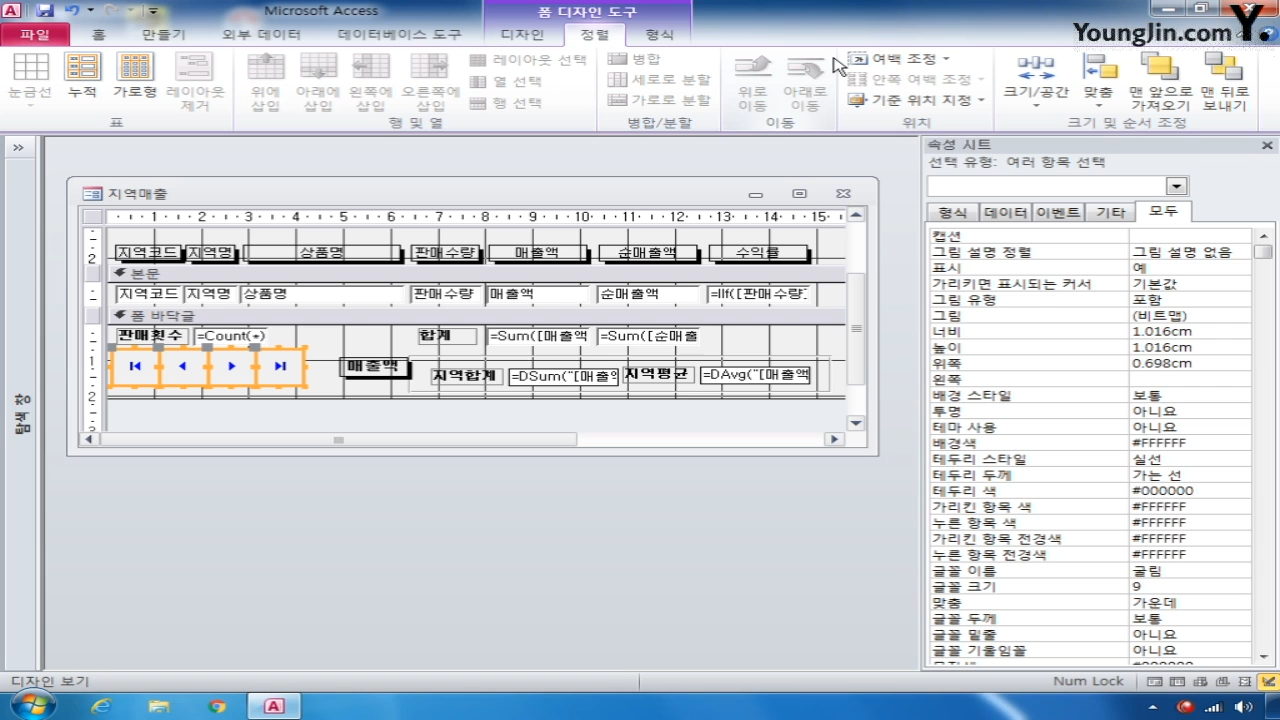 Microsoft Access
폼 디자인 도구
파일 홈 만들기 외부 데이터 데이터베이스 도구 디자인 정렬 형식
YoungJin.com Y.
눈금선 누적 가로형 레이아웃 제거
표
위에 삽입 아래에 삽입 왼쪽에 삽입 오른쪽에 삽입
레이아웃 선택
열 선택
행 선택
행 및 열
병합
세로로 분할
가로로 분할
병합/분할
위로 이동 아래로 이동
이동
여백 조정
안쪽 여백 조정
기준 위치 지정
위치
크기/공간 맞춤 맨 앞으로 가져오기 맨 뒤로 보내기
크기 및 순서 조정
탐색 창
지역매출
1 2 3 4 5 6 7 8 9 10 11 12 13 14 15
2
지역코드 지역명 상품명 판매수량 매출액 순매출액 수익률
본문
지역코드 지역명 상품명 판매수량 매출액 순매출액 =IIf([판매수량]
폼 바닥글
판매횟수 =Count(*) 합계 =Sum([매출액 =Sum([순매출
1
매출액 지역합계 =DSum("[매출액 지역평균 =DAvg("[매출액
2
속성 시트
선택 유형: 여러 항목 선택
형식 데이터 이벤트 기타 모두
캡션
그림 설명 정렬 그림 설명 없음
표시 예
가리키면 표시되는 커서 기본값
그림 유형 포함
그림 (비트맵)
너비 1.016cm
높이 1.016cm
위쪽 0.698cm
왼쪽
배경 스타일 보통
투명 아니요
테마 사용 아니요
배경색 #FFFFFF
테두리 스타일 실선
테두리 두께 가는 선
테두리 색 #000000
가리킨 항목 색 #FFFFFF
누른 항목 색 #FFFFFF
가리킨 항목 전경색 #FFFFFF
누른 항목 전경색 #FFFFFF
글꼴 이름 굴림
글꼴 크기 9
맞춤 가운데
글꼴 두께 보통
글꼴 밑줄 아니요
글꼴 기울임꼴 아니요
디자인 보기
Num Lock